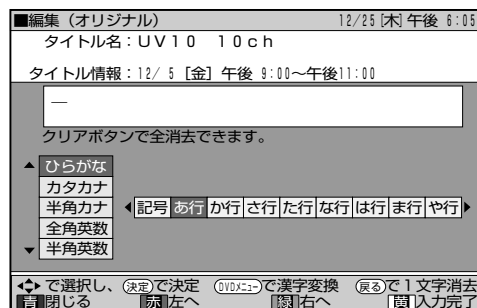 ■編集（オリジナル） 12/25[木]午後 6:05
タイトル名：ＵＶ１０ １０ｃｈ
タイトル情報：12/ 5 [金] 午後 9:00〜午後11:00
―
クリアボタンで全消去できます。
ひらがな
カタカナ
半角カナ 記号 あ行 か行 さ行 た行 な行 は行 ま行 や行
全角英数
半角英数
で選択し、決定で決定 DVDメニューで漢字変換 戻るで１文字消去
青 閉じる 赤 左へ 緑 右へ 黄 入力完了